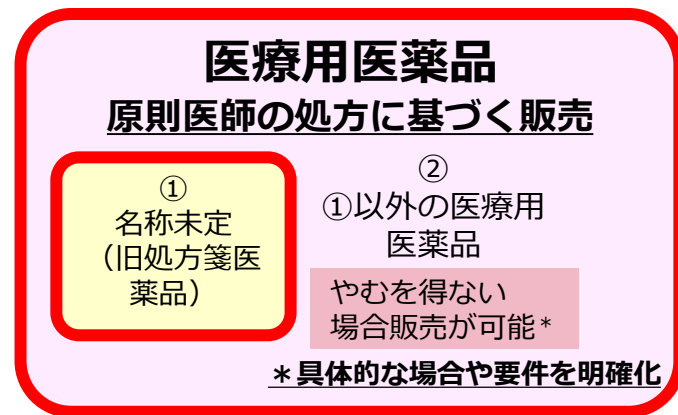 医療用医薬品
原則医師の処方に基づく販売
①
名称未定
（旧処方箋医
薬品）
②
①以外の医療用
医薬品
やむを得ない
場合販売が可能*
＊具体的な場合や要件を明確化